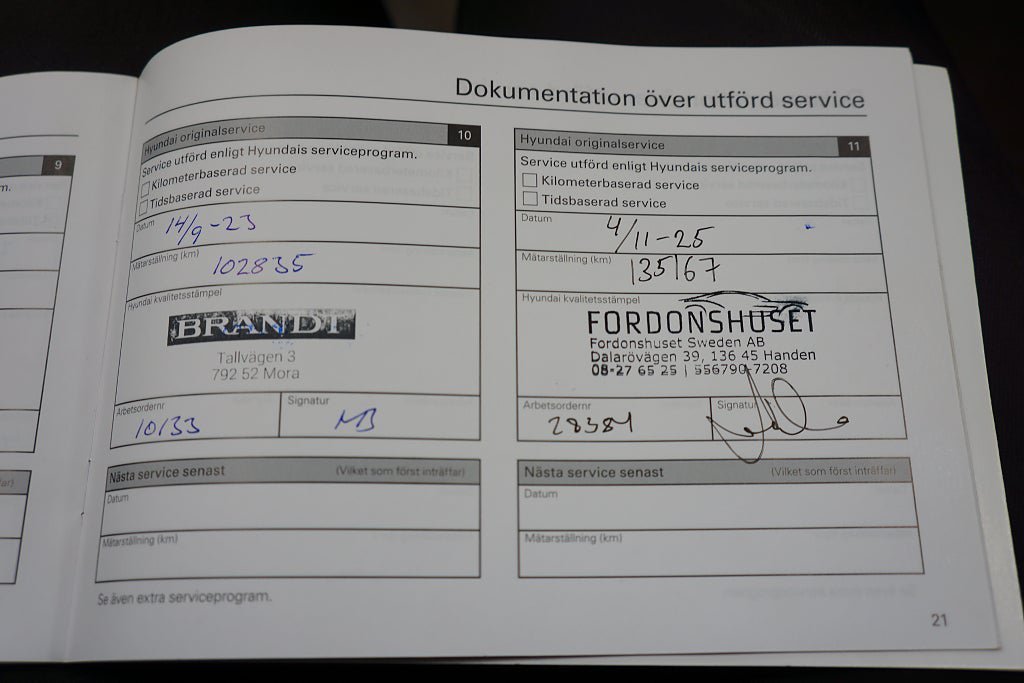 Dokumentation över utförd service
9
m.
far)
Hyundai originalservice 10
Service utförd enligt Hyundais serviceprogram.
Kilometerbaserad service
Tidsbaserad service
Datum 14/9-23
Mätarställning (km) 102835
Hyundai kvalitetsstämpel
BRANDT
Tallvägen 3
792 52 Mora
Arbetsordernr 10133
Signatur MB
Nästa service senast (Vilket som först inträffar)
Datum
Mätarställning (km)
Se även extra serviceprogram.
Hyundai originalservice 11
Service utförd enligt Hyundais serviceprogram.
Kilometerbaserad service
Tidsbaserad service
Datum 4/11-25
Mätarställning (km) 135167
Hyundai kvalitetsstämpel
FORDONSHUSET
Fordonshuset Sweden AB
Dalarövägen 39, 136 45 Handen
08-27 65 25 | 556790-7208
Arbetsordernr 28384
Signatur
Nästa service senast (Vilket som först inträffar)
Datum
Mätarställning (km)
21